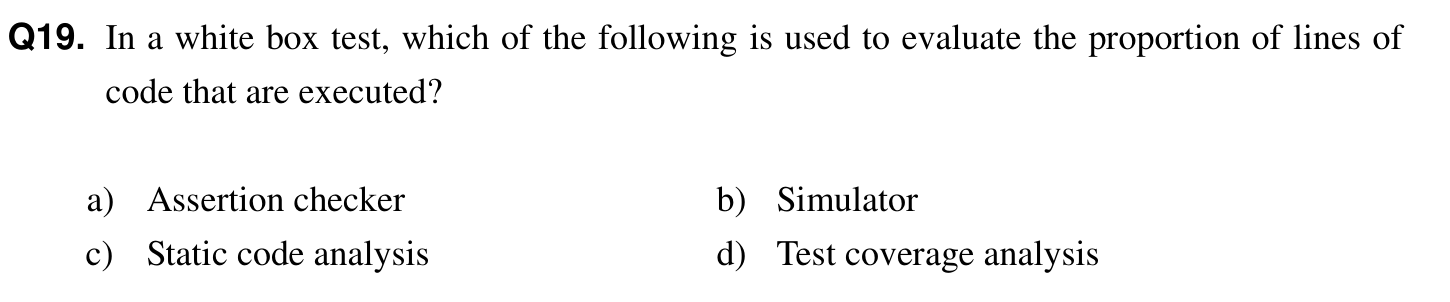 Q19. In a white box test, which of the following is used to evaluate the proportion of lines of
code that are executed?
a) Assertion checker b) Simulator
c) Static code analysis d) Test coverage analysis